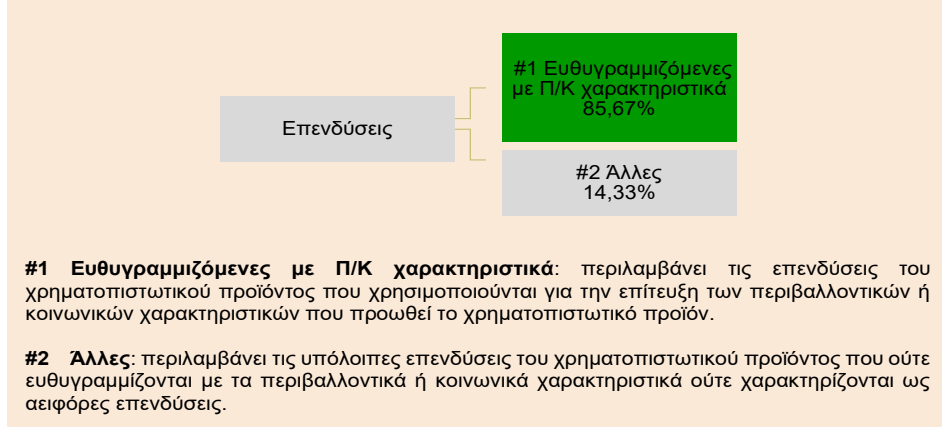 #1 Ευθυγραμμιζόμενες
με Π/Κ χαρακτηριστικά
85,67%
Επενδύσεις
#2 Άλλες
14,33%
#1 Ευθυγραμμιζόμενες με Π/Κ χαρακτηριστικά: περιλαμβάνει τις επενδύσεις του
χρηματοπιστωτικού προϊόντος που χρησιμοποιούνται για την επίτευξη των περιβαλλοντικών ή
κοινωνικών χαρακτηριστικών που προωθεί το χρηματοπιστωτικό προϊόν.
#2 Άλλες: περιλαμβάνει τις υπόλοιπες επενδύσεις του χρηματοπιστωτικού προϊόντος που ούτε
ευθυγραμμίζονται με τα περιβαλλοντικά ή κοινωνικά χαρακτηριστικά ούτε χαρακτηρίζονται ως
αειφόρες επενδύσεις.